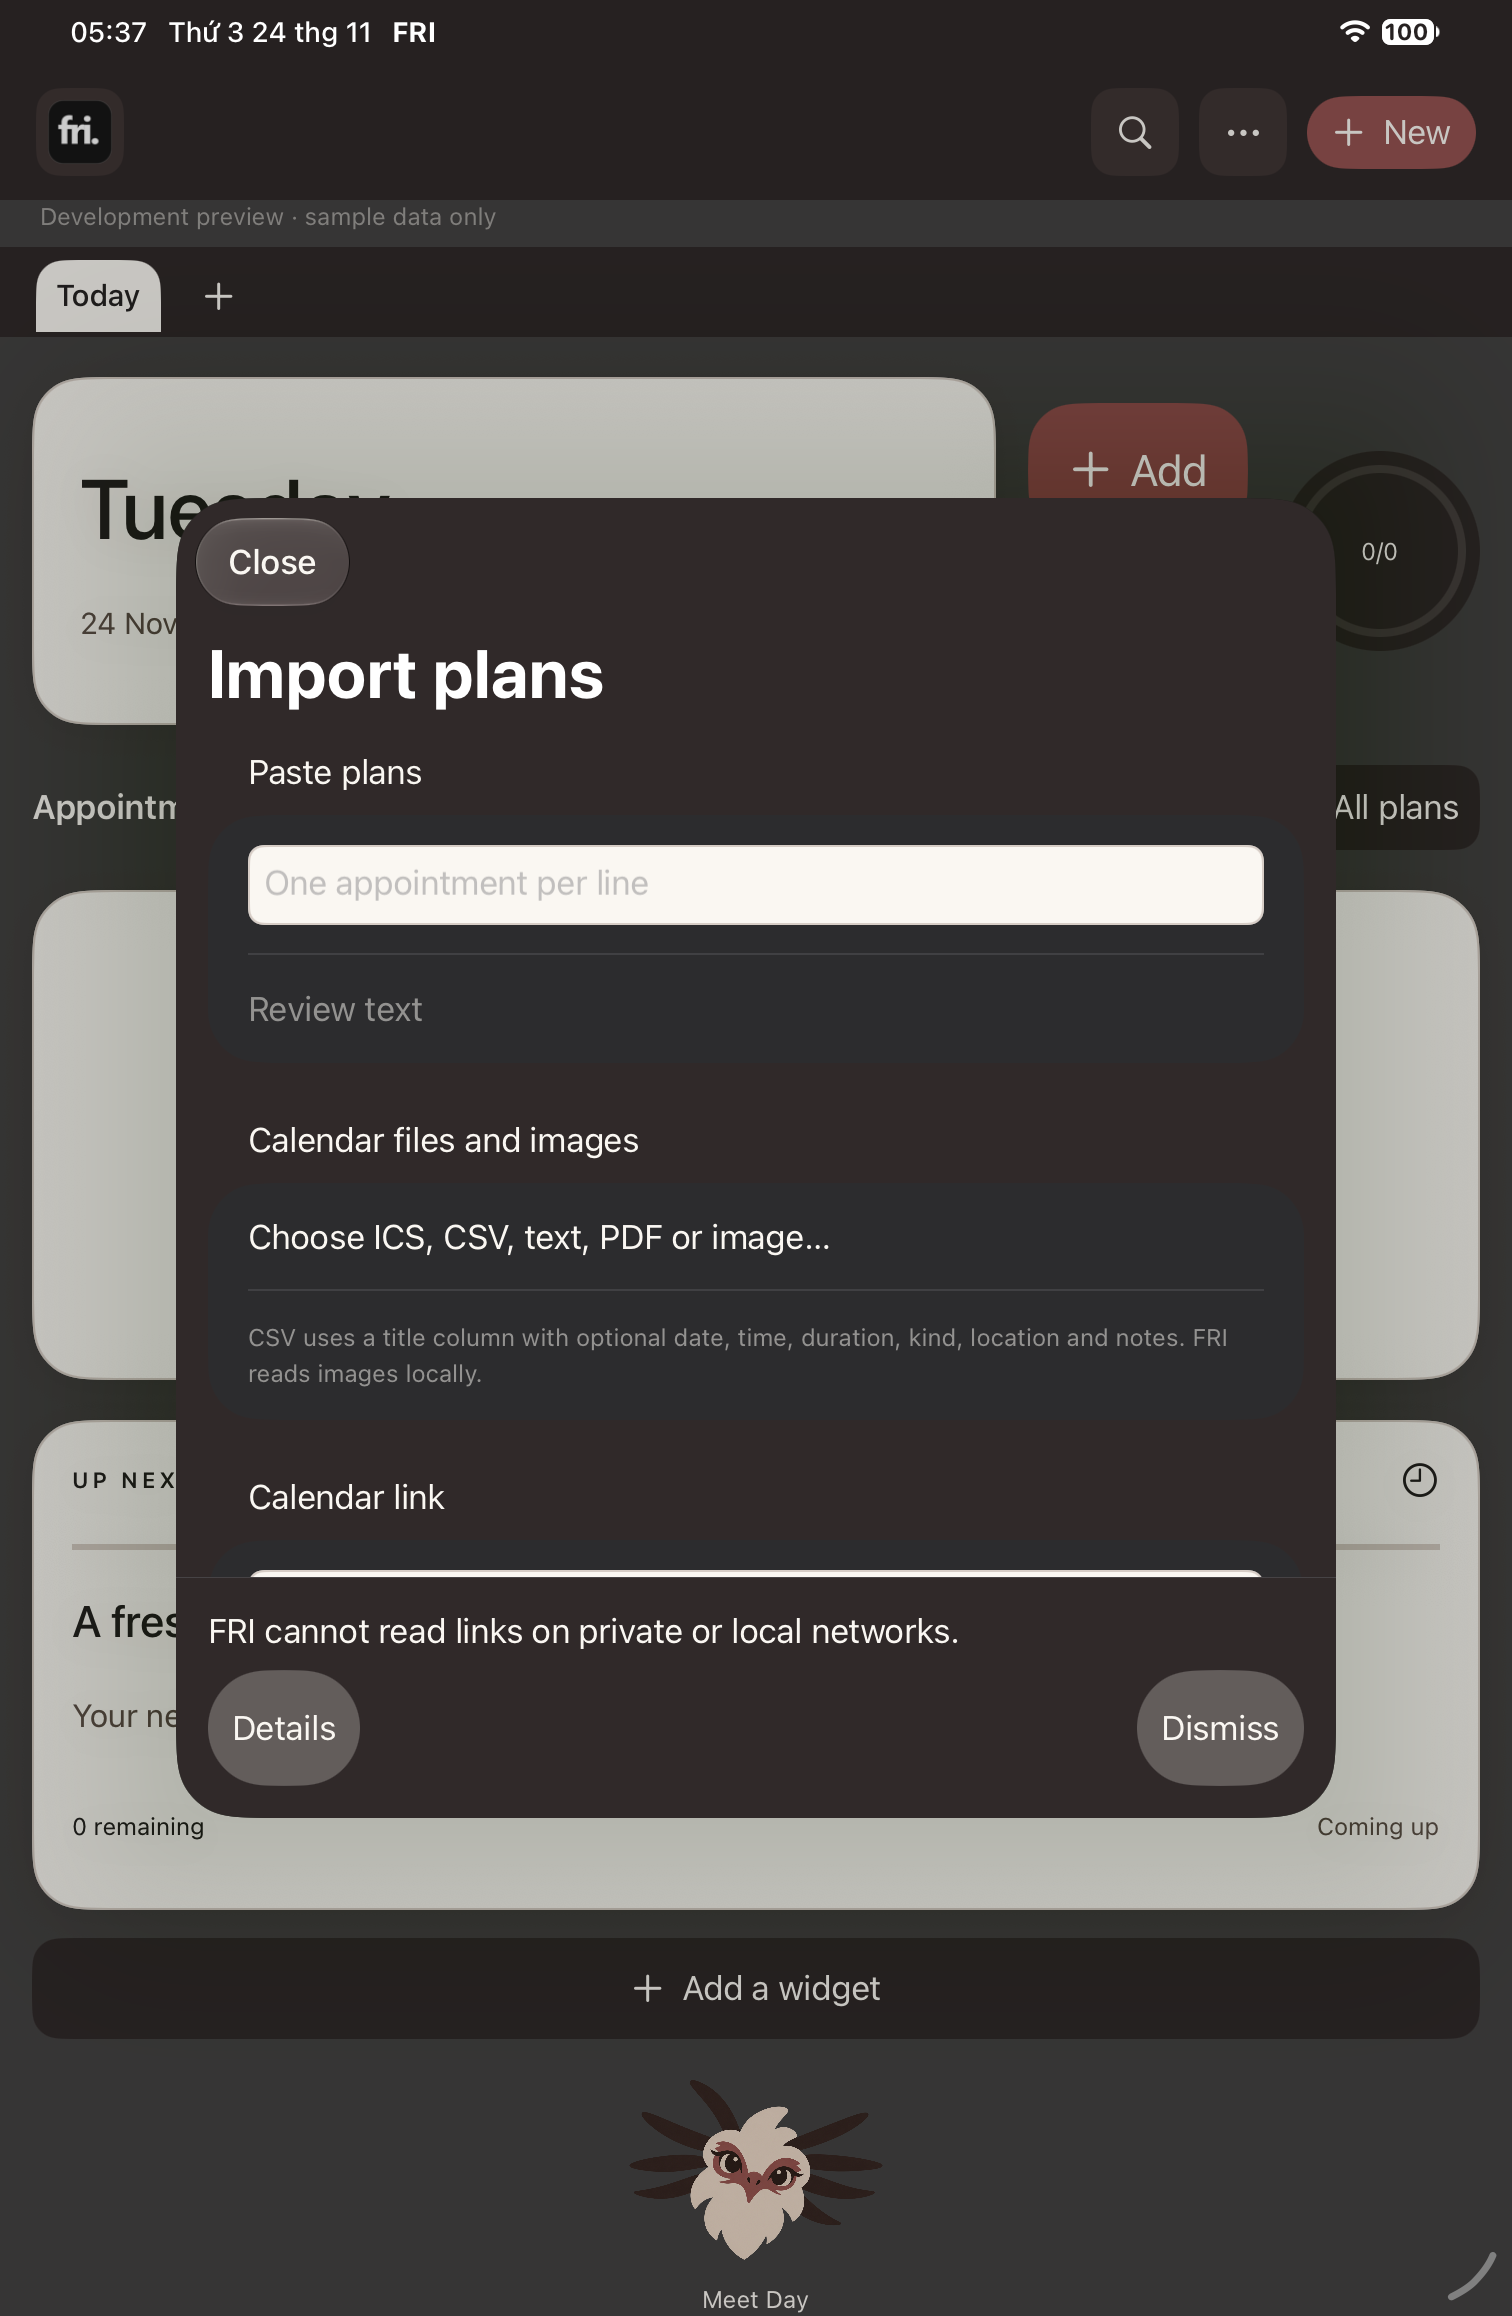 05:37 Thứ 3 24 thg 11 FRI
100
fri.
New
Development preview · sample data only
Today
Tuesday
Add
0/0
24 Nov
Close
Import plans
Appointm
All plans
Paste plans
One appointment per line
Review text
Calendar files and images
Choose ICS, CSV, text, PDF or image...
CSV uses a title column with optional date, time, duration, kind, location and notes. FRI
reads images locally.
UP NEX
Calendar link
A fres
FRI cannot read links on private or local networks.
Your ne
Details
Dismiss
0 remaining
Coming up
Add a widget
Meet Day